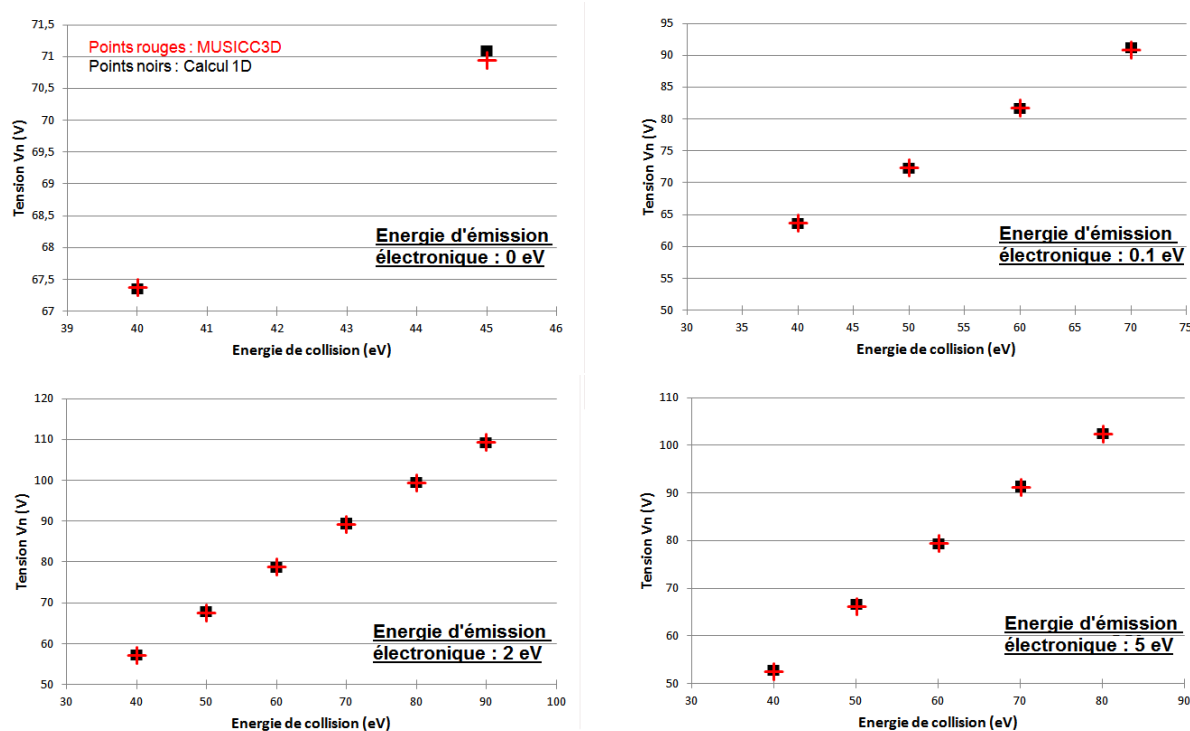 71,5
71
70,5
70
69,5
69
68,5
68
67,5
67
Tension Vn (V)
Points rouges : MUSICC3D
Points noirs : Calcul 1D
Energie d'émission
électronique : 0 eV
39 40 41 42 43 44 45 46
Energie de collision (eV)
95
90
85
80
75
70
65
60
55
50
Tension Vn (V)
Energie d'émission
électronique : 0.1 eV
30 35 40 45 50 55 60 65 70 75
Energie de collision (eV)
120
110
100
90
80
70
60
50
Tension Vn (V)
Energie d'émission
électronique : 2 eV
30 40 50 60 70 80 90 100
Energie de collision (eV)
110
100
90
80
70
60
50
Tension Vn (V)
Energie d'émission
électronique : 5 eV
30 40 50 60 70 80 90
Energie de collision (eV)